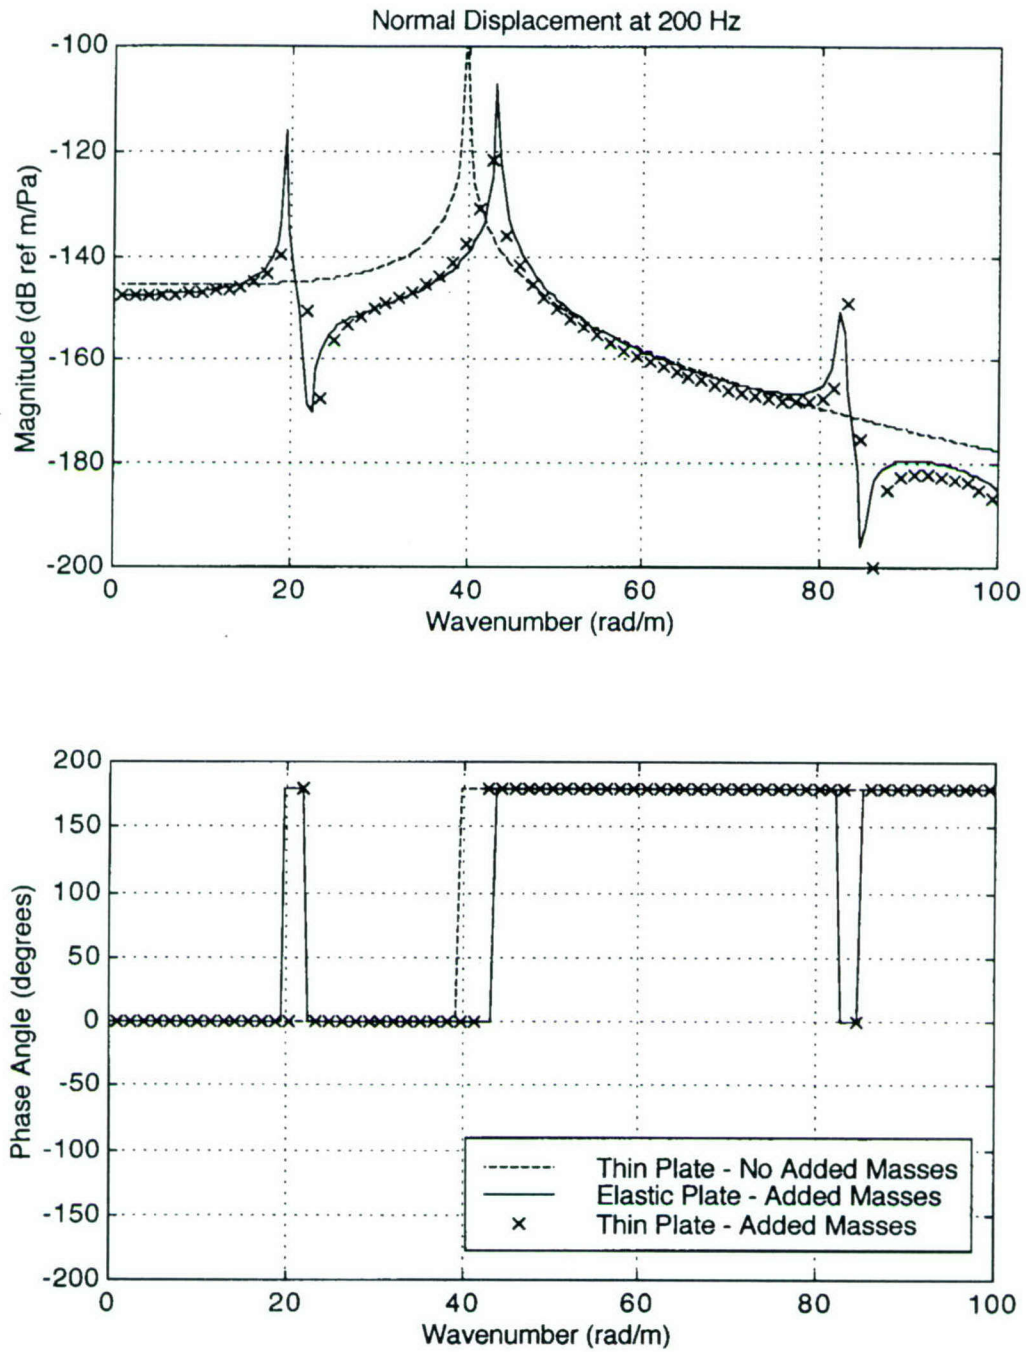 Normal Displacement at 200 Hz
-100
-120
-140
-160
-180
-200
Magnitude (dB ref m/Pa)
0 20 40 60 80 100
Wavenumber (rad/m)
200
150
100
50
0
-50
-100
-150
-200
Phase Angle (degrees)
Thin Plate - No Added Masses
Elastic Plate - Added Masses
Thin Plate - Added Masses
0 20 40 60 80 100
Wavenumber (rad/m)